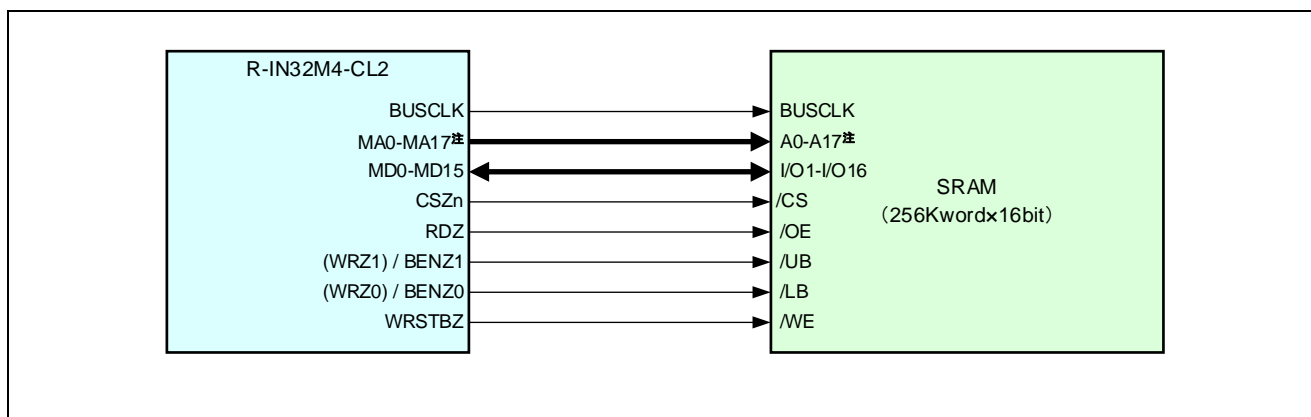 R-IN32M4-CL2
BUSCLK
MA0-MA17注
MD0-MD15
CSZn
RDZ
(WRZ1) / BENZ1
(WRZ0) / BENZ0
WRSTBZ
BUSCLK
A0-A17注
I/O1-I/O16
/CS
/OE
/UB
/LB
/WE
SRAM
（256Kword×16bit）